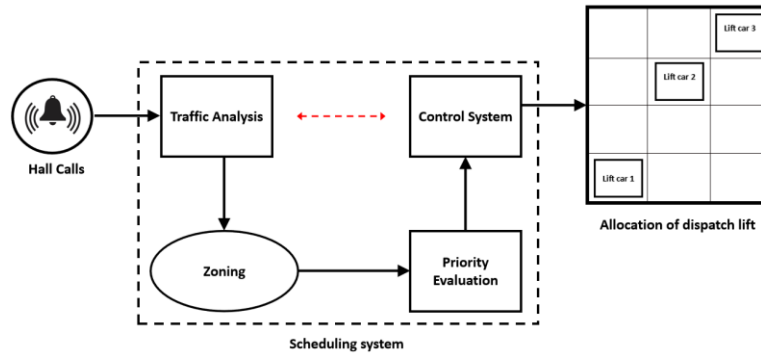 Hall Calls
Traffic Analysis
Control System
Zoning
Priority
Evaluation
Scheduling system
Lift car 3
Lift car 2
Lift car 1
Allocation of dispatch lift